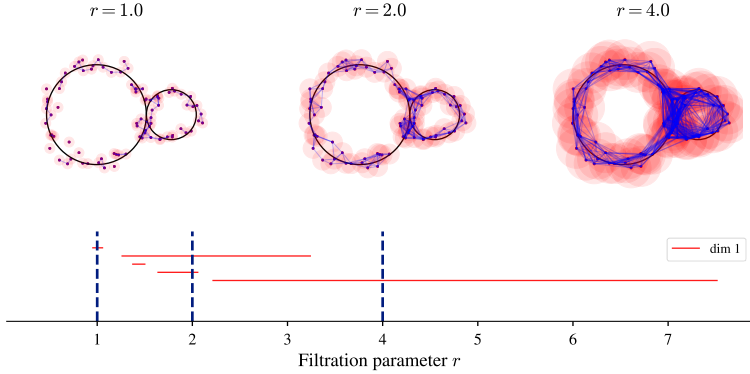 r = 1.0
r = 2.0
r = 4.0
dim 1
1 2 3 4 5 6 7
Filtration parameter r